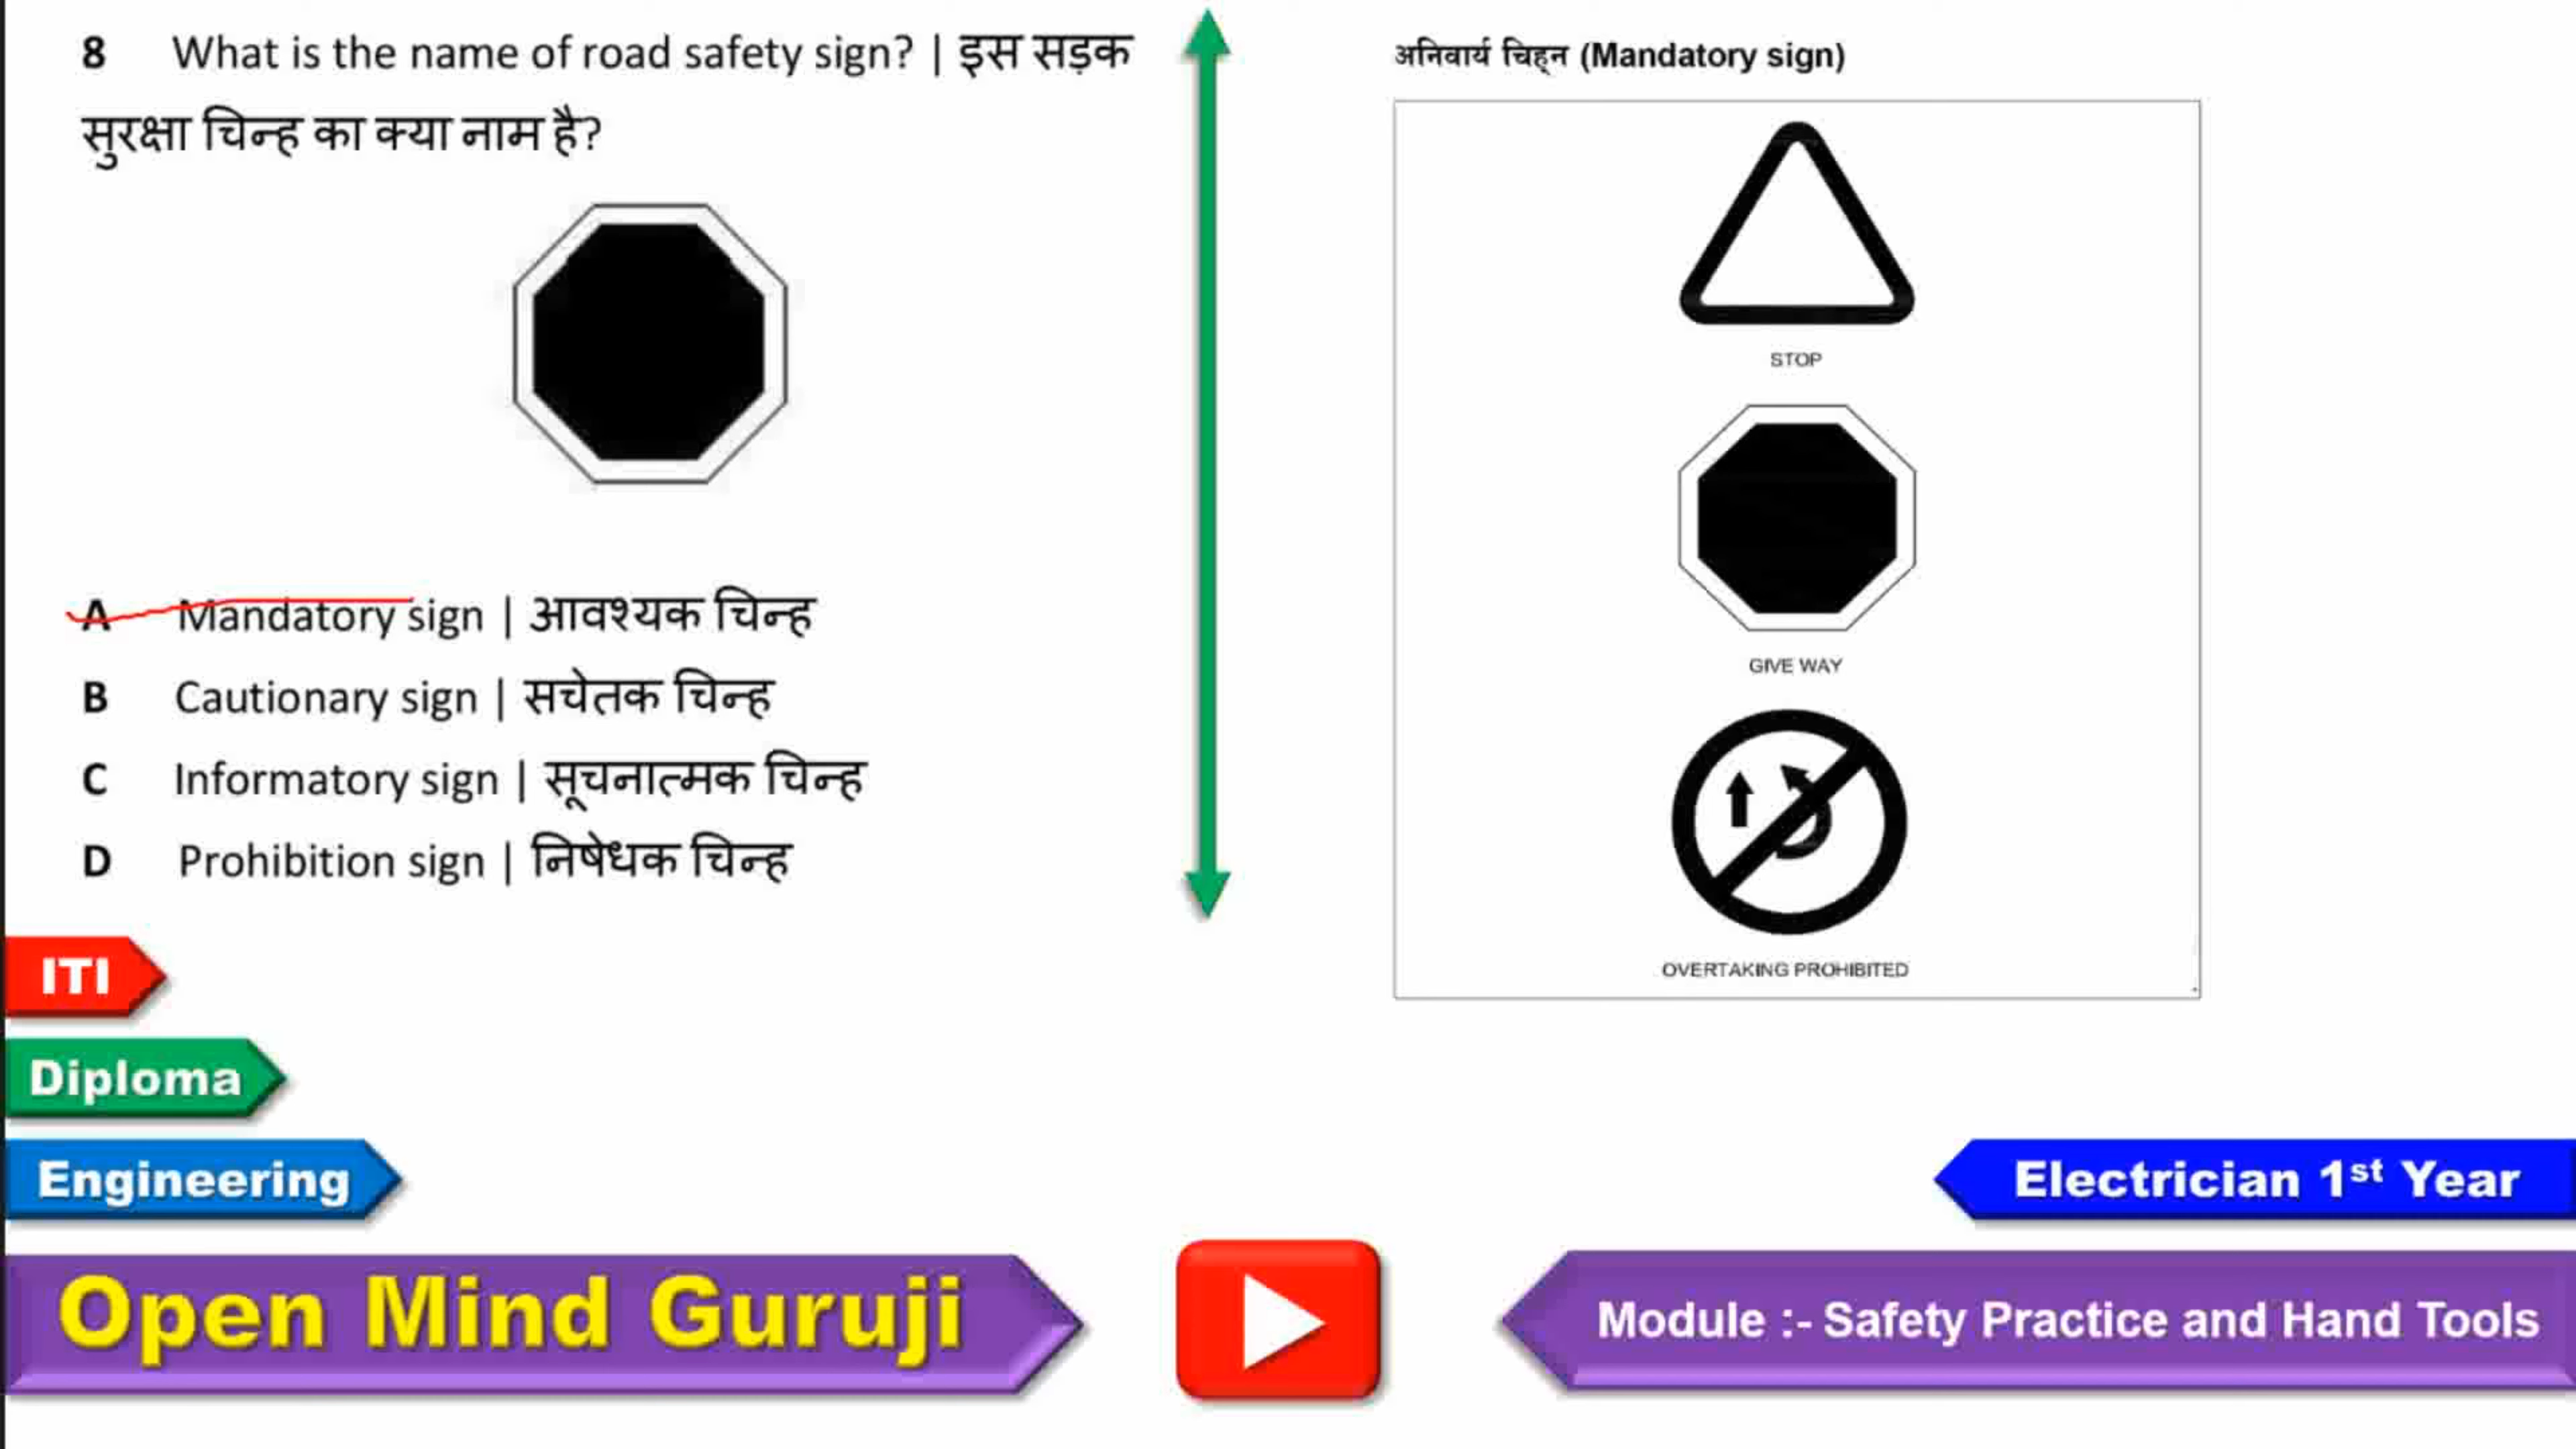 8 What is the name of road safety sign? | इस सड़क
सुरक्षा चिन्ह का क्या नाम है?
A Mandatory sign | आवश्यक चिन्ह
B Cautionary sign | सचेतक चिन्ह
C Informatory sign | सूचनात्मक चिन्ह
D Prohibition sign | निषेधक चिन्ह
अनिवार्य चिह्न (Mandatory sign)
STOP
GIVE WAY
OVERTAKING PROHIBITED
ITI
Diploma
Engineering
Electrician 1st Year
Open Mind Guruji
Module :- Safety Practice and Hand Tools